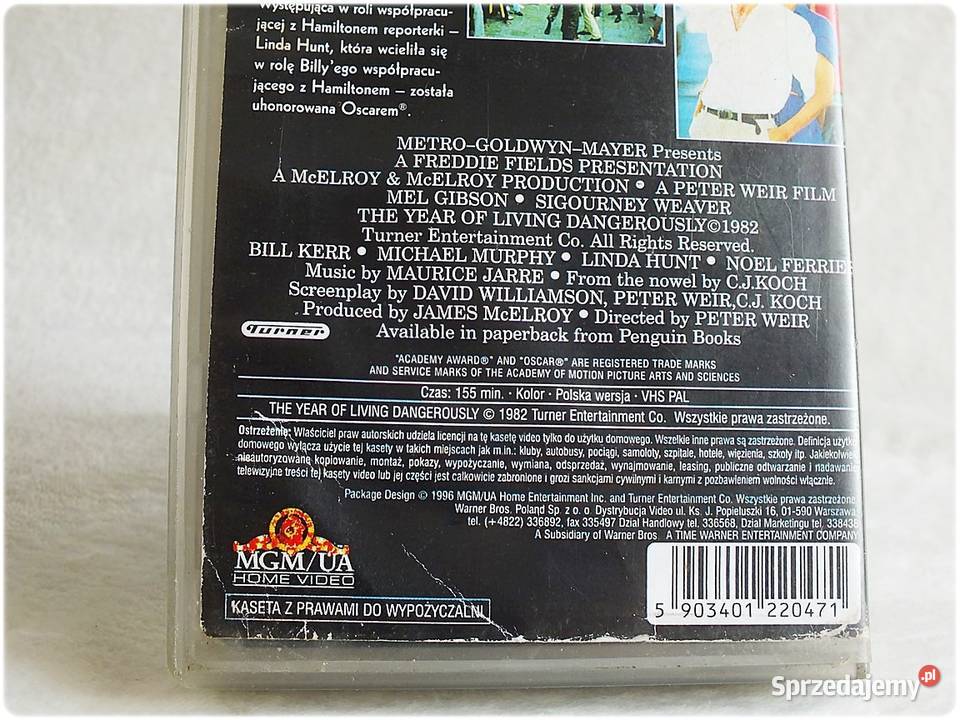 Występująca w roli współpracu-
jącej z Hamiltonem reporterki –
Linda Hunt, która wcieliła się
w rolę Billy'ego współpracu-
jącego z Hamiltonem – została
uhonorowana Oscarem®.
METRO–GOLDWYN–MAYER Presents
A FREDDIE FIELDS PRESENTATION
A McELROY & McELROY PRODUCTION • A PETER WEIR FILM
MEL GIBSON • SIGOURNEY WEAVER
THE YEAR OF LIVING DANGEROUSLY©1982
Turner Entertainment Co. All Rights Reserved.
BILL KERR • MICHAEL MURPHY • LINDA HUNT • NOEL FERRIE
Music by MAURICE JARRE • From the novel by C.J.KOCH
Screenplay by DAVID WILLIAMSON, PETER WEIR,C.J. KOCH
Produced by JAMES McELROY • Directed by PETER WEIR
Turner
Available in paperback from Penguin Books
"ACADEMY AWARD®" AND "OSCAR®" ARE REGISTERED TRADE MARKS
AND SERVICE MARKS OF THE ACADEMY OF MOTION PICTURE ARTS AND SCIENCES
Czas: 155 min. · Kolor · Polska wersja · VHS PAL
THE YEAR OF LIVING DANGEROUSLY © 1982 Turner Entertainment Co. Wszystkie prawa zastrzeżone.
Ostrzeżenie: Właściciel praw autorskich udziela licencji na tę kasetę video tylko do użytku domowego. Wszelkie inne prawa są zastrzeżone. Definicja użytk
domowego wyłącza użycie tej kasety w takich miejscach jak m.in.: kluby, autobusy, pociągi, samoloty, szpitale, hotele, więzienia, szkoły itp. Jakiekolwiek
nieautoryzowane kopiowanie, montaż, pokazy, wypożyczanie, wymiana, odsprzedaż, wynajmowanie, leasing, publiczne odtwarzanie i nadawanie
telewizyjne treści tej kasety video lub jej części jest całkowicie zabronione i grozi sankcjami cywilnymi i karnymi z pozbawieniem wolności włącznie.
Package Design © 1996 MGM/UA Home Entertainment Inc. and Turner Entertainment Co. Wszystkie prawa zastrzeżone.
Warner Bros. Poland Sp. z o. o. Dystrybucja Video ul. Ks. J. Popiełuszki 16, 01-590 Warszawa
tel. (+4822) 336892, fax 335497 Dział Handlowy tel. 336568, Dział Marketingu tel. 338438
A Subsidiary of Warner Bros A TIME WARNER ENTERTAINMENT COMPANY
MGM/UA
HOME VIDEO
KASETA Z PRAWAMI DO WYPOŻYCZALNI
5 903401 220471
Sprzedajemy.pl